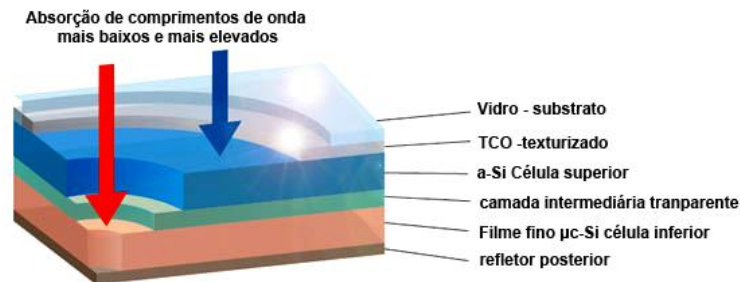 Absorção de comprimentos de onda
mais baixos e mais elevados
Vidro - substrato
TCO -texturizado
a-Si Célula superior
camada intermediária tranparente
Filme fino µc-Si célula inferior
refletor posterior